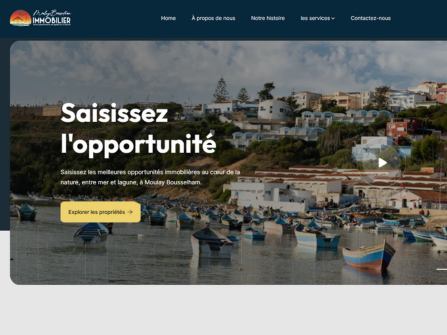 Moulay Bousselham
IMMOBILIER
Home
À propos de nous
Notre histoire
les services
Contactez-nous
Saisissez
l'opportunité
Saisissez les meilleures opportunités immobilières au cœur de la
nature, entre mer et lagune, à Moulay Bousselham.
Explorer les propriétés →